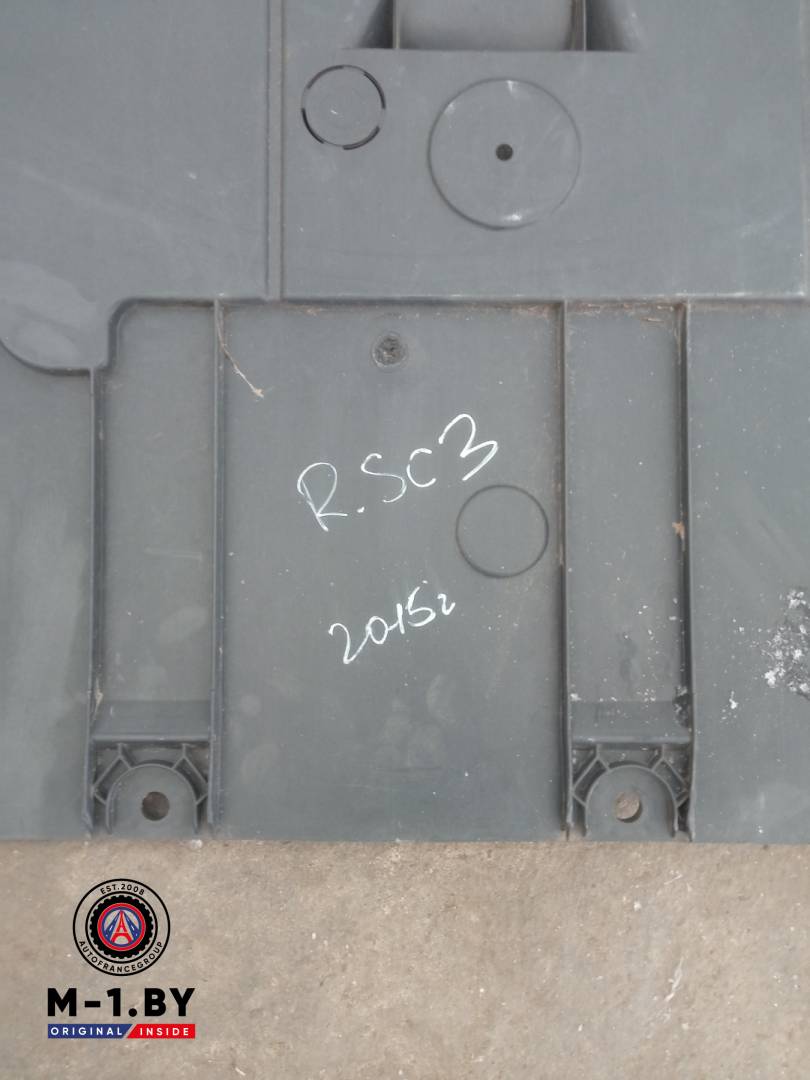 R.SC3
2015г
EST.2008
AUTOFRANCEGROUP
M-1.BY
ORIGINAL INSIDE